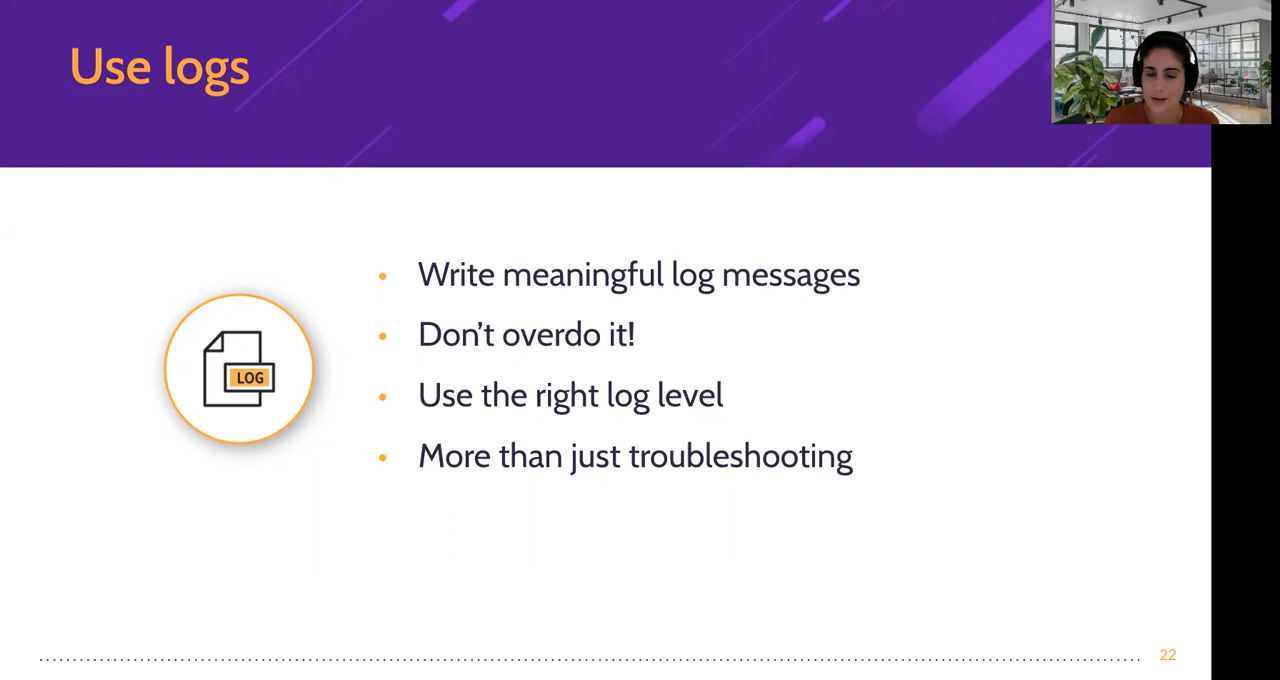 Use logs
LOG
• Write meaningful log messages
• Don’t overdo it!
• Use the right log level
• More than just troubleshooting
22